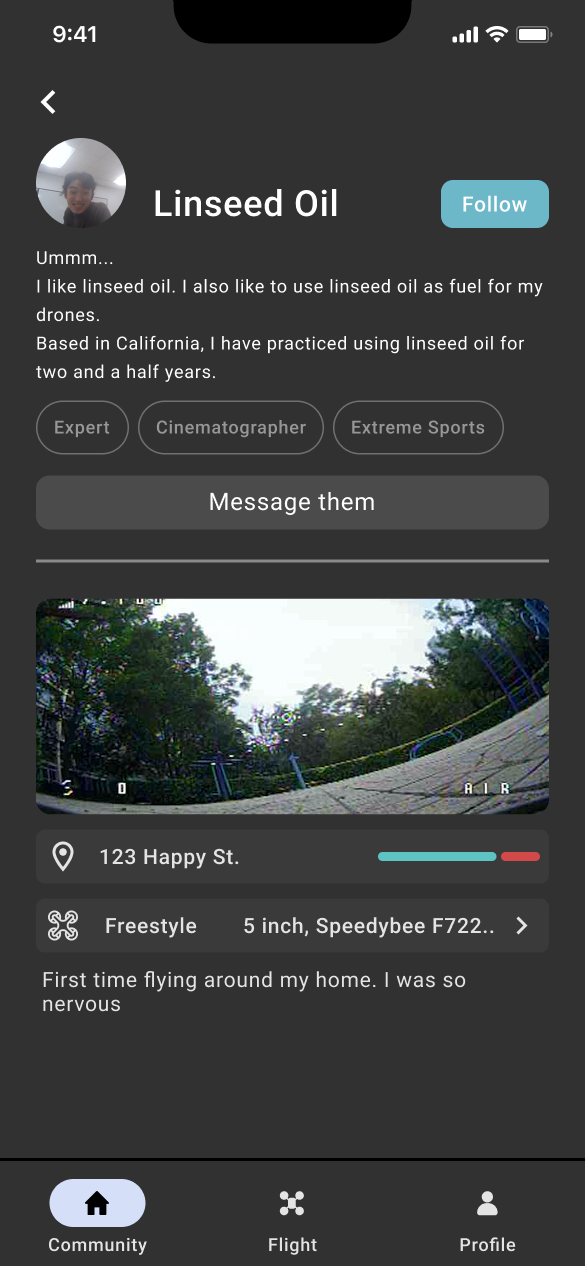 9:41
Linseed Oil
Follow
Ummm...
I like linseed oil. I also like to use linseed oil as fuel for my
drones.
Based in California, I have practiced using linseed oil for
two and a half years.
Expert
Cinematographer
Extreme Sports
Message them
0
AIR
123 Happy St.
Freestyle
5 inch, Speedybee F722..
First time flying around my home. I was so
nervous
Community
Flight
Profile